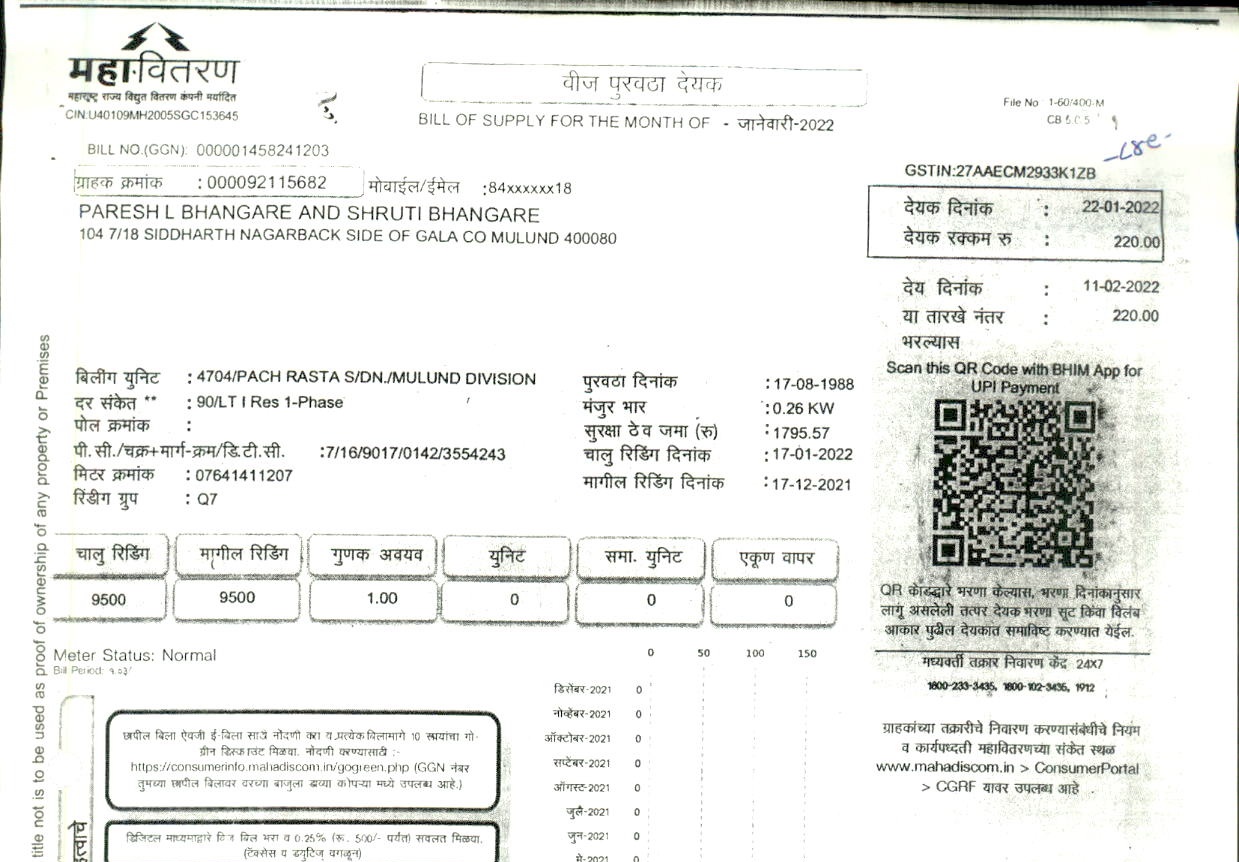 महावितरण
महाराष्ट्र राज्य विद्युत वितरण कंपनी मर्यादित
CIN:U40109MH2005SGC153645
वीज पुरवठा देयक
BILL OF SUPPLY FOR THE MONTH OF - जानेवारी-2022
File No 1-60/400-M
BILL NO.(GGN): 000001458241203
ग्राहक क्रमांक :000092115682 मोबाईल/ईमेल :84xxxxxx18
PARESH L BHANGARE AND SHRUTI BHANGARE
104 7/18 SIDDHARTH NAGARBACK SIDE OF GALA CO MULUND 400080
GSTIN:27AAECM2933K1ZB
देयक दिनांक : 22-01-2022
देयक रक्कम रु : 220.00
देय दिनांक : 11-02-2022
या तारखे नंतर : 220.00
भरल्यास
Scan this QR Code with BHIM App for
UPI Payment
बिलींग युनिट : 4704/PACH RASTA S/DN./MULUND DIVISION
दर संकेत ** : 90/LT I Res 1-Phase
पोल क्रमांक :
पी.सी./चक्र+मार्ग-क्रम/डि.टी.सी. :7/16/9017/0142/3554243
मिटर क्रमांक : 07641411207
रिंडीग ग्रुप : Q7
पुरवठा दिनांक :17-08-1988
मंजुर भार :0.26 KW
सुरक्षा ठेव जमा (रु) :1795.57
चालु रिडिंग दिनांक :17-01-2022
मागील रिडिंग दिनांक :17-12-2021
चालु रिडिंग मागील रिडिंग गुणक अवयव युनिट समा. युनिट एकूण वापर
9500 9500 1.00 0 0 0
QR कोडद्वारे भरणा केल्यास, भरणा दिनांकानुसार
लागू असलेली तत्पर देयक भरणा सूट किंवा विलंब
आकार पुढील देयकात समाविष्ट करण्यात येईल.
मध्यवर्ती तक्रार निवारण केंद्र 24X7
1800-233-3435, 1800-102-3435, 1912
ग्राहकांच्या तक्रारीचे निवारण करण्यासंबंधीचे नियम
व कार्यपध्दती महावितरणच्या संकेत स्थळ
www.mahadiscom.in > ConsumerPortal
> CGRF यावर उपलब्ध आहे
Meter Status: Normal
Bill Period:
0 50 100 150
डिसेंबर-2021 0
नोव्हेंबर-2021 0
ऑक्टोबर-2021 0
सप्टेंबर-2021 0
ऑगस्ट-2021 0
जुलै-2021 0
जुन-2021 0
मे-2021 0
छापील बिला ऐवजी ई-बिला साठी नोंदणी करा व प्रत्येक बिलामागे 10 रूपयांचा गो-
ग्रीन डिस्काउंट मिळवा. नोंदणी करण्यासाठी :-
https://consumerinfo.mahadiscom.in/gogreen.php (GGN नंबर
तुमच्या छापील बिलावर वरच्या बाजुला डाव्या कोपऱ्या मध्ये उपलब्ध आहे.)
डिजिटल माध्यमाद्वारे विज बिल भरा व 0.25% (रू. 500/- पर्यंत) सवलत मिळवा.
(टॅक्सेस व ड्युटिज वगळून)
title not is to be used as proof of ownership of any property or Premises